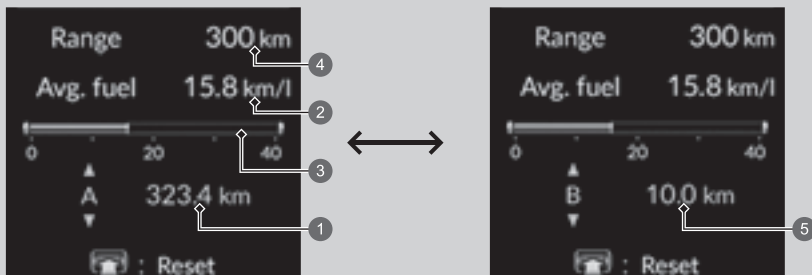 Range 300 km
4
Avg. fuel 15.8 km/l
2
0 20 40
3
A 323.4 km
1
: Reset
Range 300 km
Avg. fuel 15.8 km/l
0 20 40
B 10.0 km
5
: Reset